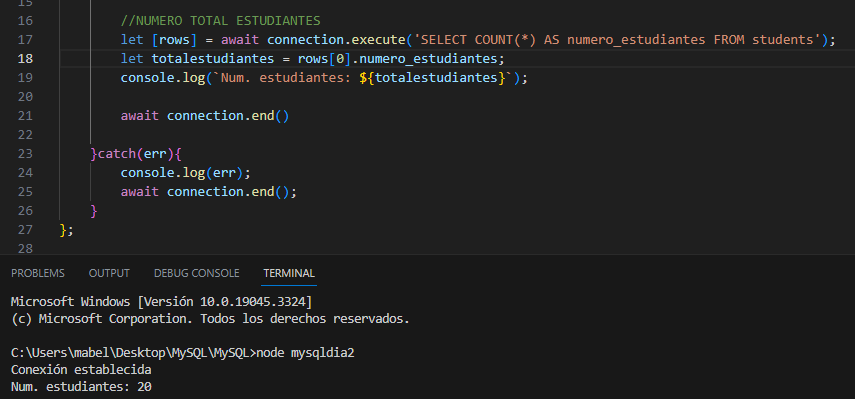 15
16 //NUMERO TOTAL ESTUDIANTES
17 let [rows] = await connection.execute('SELECT COUNT(*) AS numero_estudiantes FROM students');
18 let totalestudiantes = rows[0].numero_estudiantes;
19 console.log(`Num. estudiantes: ${totalestudiantes}`);
20
21 await connection.end()
22
23 }catch(err){
24 console.log(err);
25 await connection.end();
26 }
27 };
28
PROBLEMS OUTPUT DEBUG CONSOLE TERMINAL
Microsoft Windows [Versión 10.0.19045.3324]
(c) Microsoft Corporation. Todos los derechos reservados.
C:\Users\mabel\Desktop\MySQL\MySQL>node mysqldia2
Conexión establecida
Num. estudiantes: 20